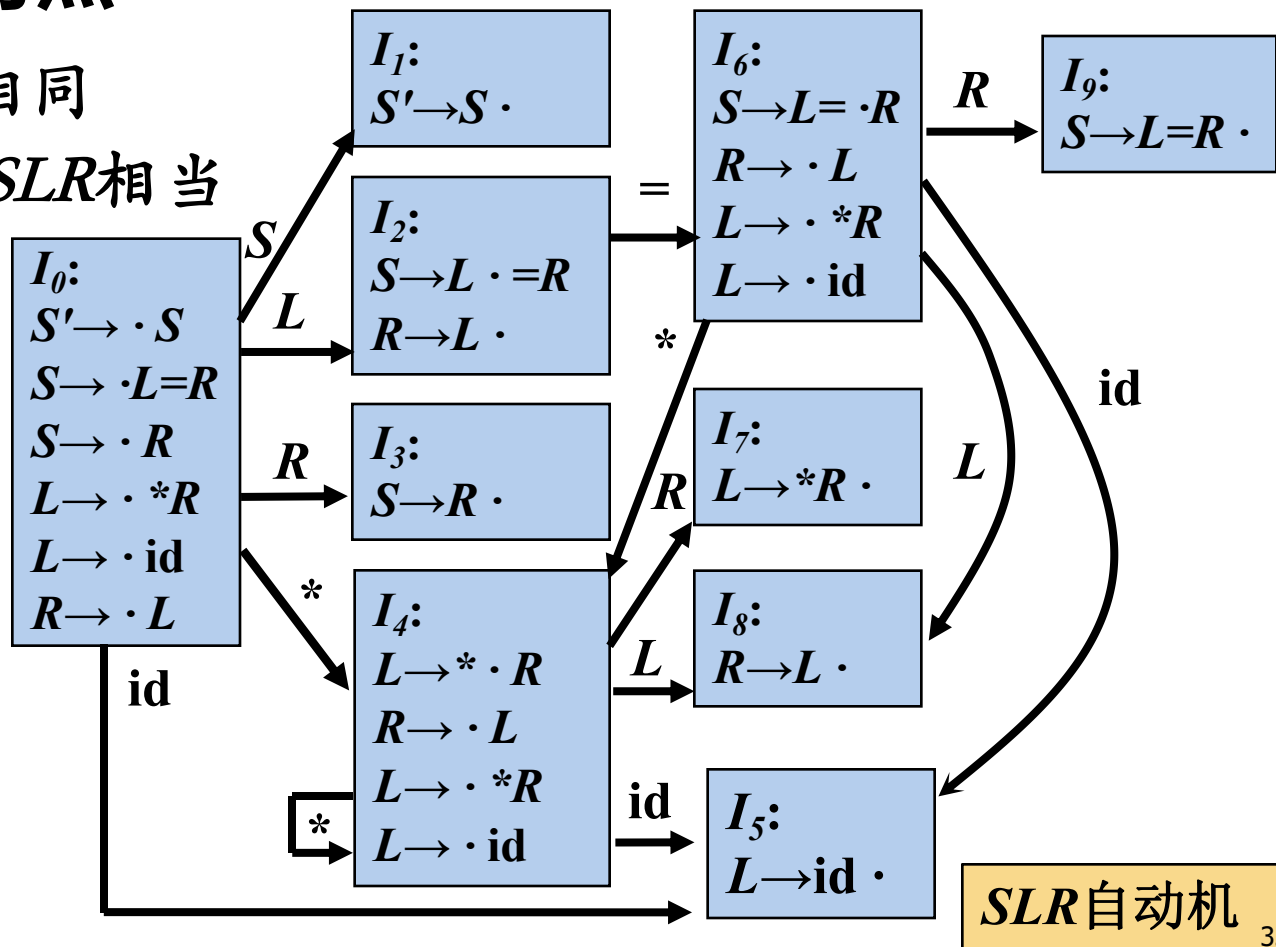 相同
SLR相当
I₀:
S'→ · S
S→ ·L=R
S→ · R
L→ · *R
L→ · id
R→ · L
S
L
R
*
id
I₁:
S'→S ·
I₂:
S→L · =R
R→L ·
I₃:
S→R ·
I₄:
L→* · R
R→ · L
L→ · *R
L→ · id
*
=
*
R
L
id
I₆:
S→L= ·R
R→ · L
L→ · *R
L→ · id
I₇:
L→*R ·
I₈:
R→L ·
I₅:
L→id ·
R
L
id
I₉:
S→L=R ·
SLR自动机
3